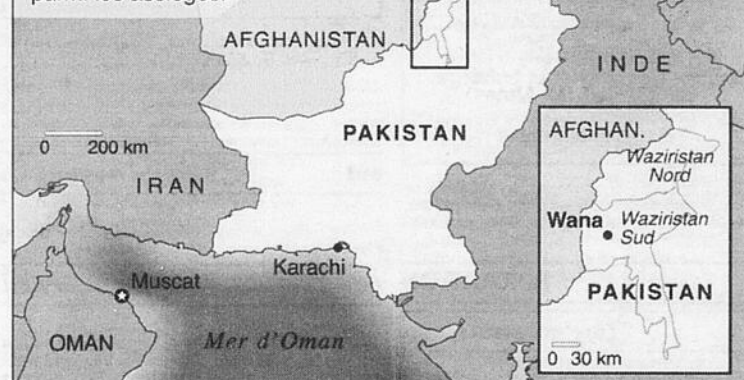 AFGHANISTAN
INDE
PAKISTAN
0 200 km
IRAN
Karachi
Muscat
OMAN
Mer d'Oman
AFGHAN.
Waziristan
Nord
Wana
Waziristan
Sud
PAKISTAN
0 30 km